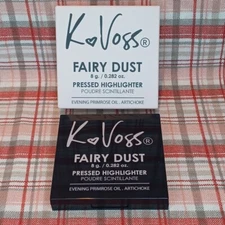 K♥Voss®
FAIRY DUST
8 g. / 0.282 oz.
PRESSED HIGHLIGHTER
POUDRE SCINTILLANTE
EVENING PRIMROSE OIL . ARTICHOKE
K♥Voss®
FAIRY DUST
8 g. / 0.282 oz.
PRESSED HIGHLIGHTER
POUDRE SCINTILLANTE
EVENING PRIMROSE OIL . ARTICHOKE